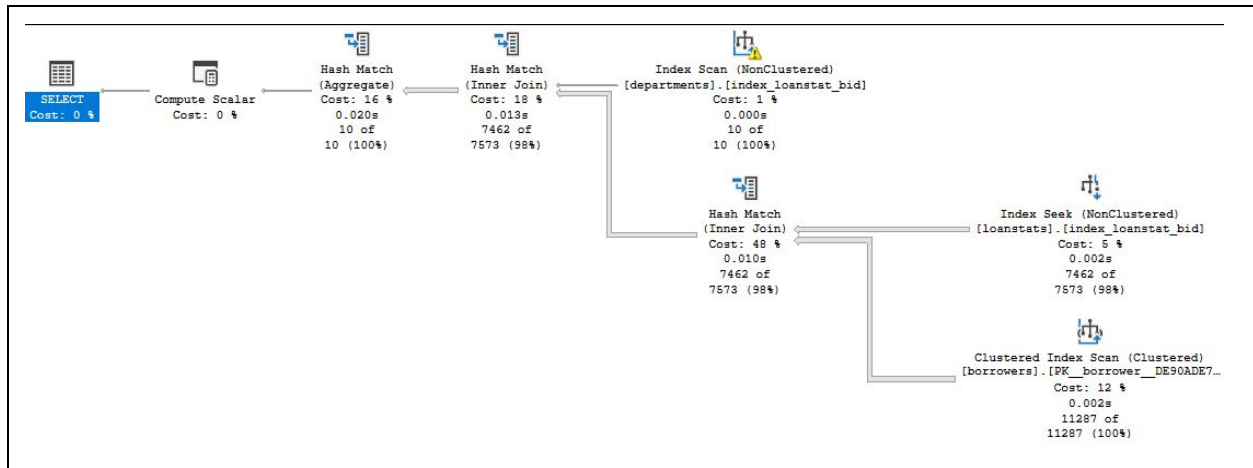 SELECT
Cost: 0 %
Compute Scalar
Cost: 0 %
Hash Match
(Aggregate)
Cost: 16 %
0.020s
10 of
10 (100%)
Hash Match
(Inner Join)
Cost: 18 %
0.013s
7462 of
7573 (98%)
Index Scan (NonClustered)
[departments].[index_loanstat_bid]
Cost: 1 %
0.000s
10 of
10 (100%)
Hash Match
(Inner Join)
Cost: 48 %
0.010s
7462 of
7573 (98%)
Index Seek (NonClustered)
[loanstats].[index_loanstat_bid]
Cost: 5 %
0.002s
7462 of
7573 (98%)
Clustered Index Scan (Clustered)
[borrowers].[PK__borrower__DE90ADE7…
Cost: 12 %
0.002s
11287 of
11287 (100%)